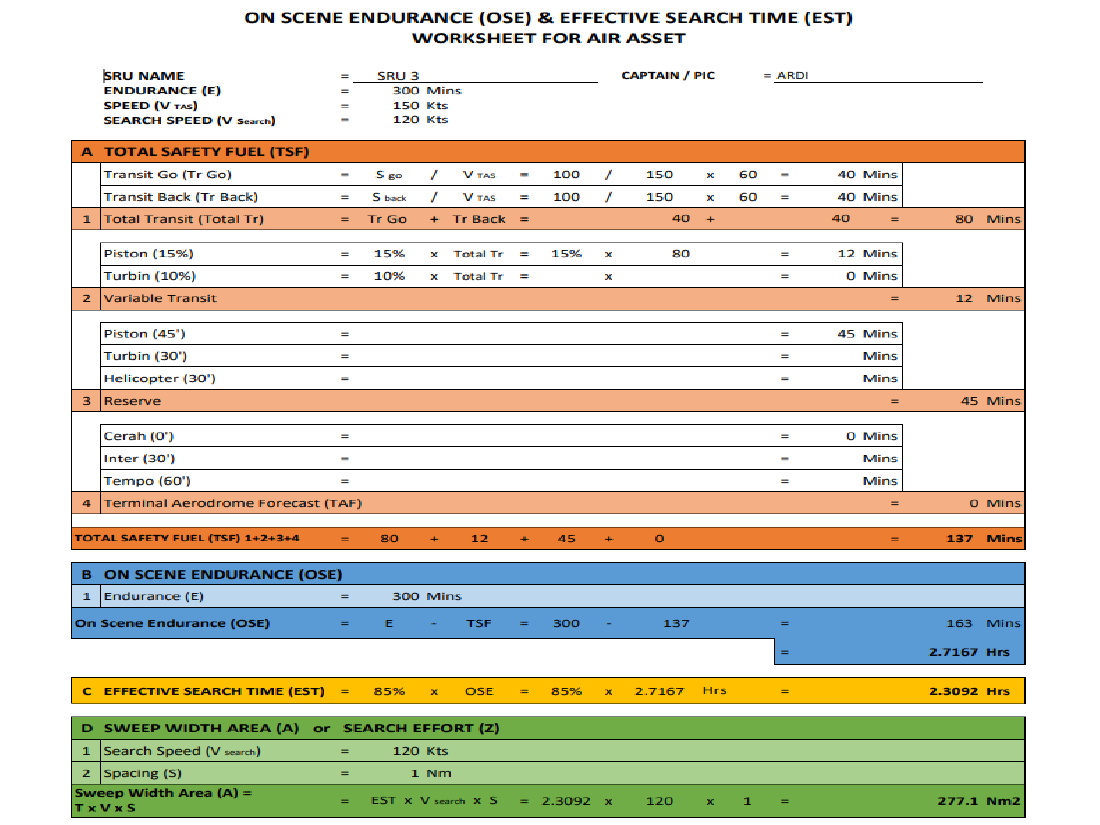 ON SCENE ENDURANCE (OSE) & EFFECTIVE SEARCH TIME (EST)
WORKSHEET FOR AIR ASSET
SRU NAME = SRU 3 CAPTAIN / PIC = ARDI
ENDURANCE (E) = 300 Mins
SPEED (V TAS) = 150 Kts
SEARCH SPEED (V Search) = 120 Kts
A TOTAL SAFETY FUEL (TSF)
Transit Go (Tr Go) = S go / V TAS = 100 / 150 x 60 = 40 Mins
Transit Back (Tr Back) = S back / V TAS = 100 / 150 x 60 = 40 Mins
1 Total Transit (Total Tr) = Tr Go + Tr Back = 40 + 40 = 80 Mins
Piston (15%) = 15% x Total Tr = 15% x 80 = 12 Mins
Turbin (10%) = 10% x Total Tr = x = 0 Mins
2 Variable Transit = 12 Mins
Piston (45') = = 45 Mins
Turbin (30') = = Mins
Helicopter (30') = = Mins
3 Reserve = 45 Mins
Cerah (0') = = 0 Mins
Inter (30') = = Mins
Tempo (60') = = Mins
4 Terminal Aerodrome Forecast (TAF) = 0 Mins
TOTAL SAFETY FUEL (TSF) 1+2+3+4 = 80 + 12 + 45 + 0 = 137 Mins
B ON SCENE ENDURANCE (OSE)
1 Endurance (E) = 300 Mins
On Scene Endurance (OSE) = E - TSF = 300 - 137 = 163 Mins
= 2.7167 Hrs
C EFFECTIVE SEARCH TIME (EST) = 85% x OSE = 85% x 2.7167 Hrs = 2.3092 Hrs
D SWEEP WIDTH AREA (A) or SEARCH EFFORT (Z)
1 Search Speed (V search) = 120 Kts
2 Spacing (S) = 1 Nm
Sweep Width Area (A) =
T x V x S = EST x V search x S = 2.3092 x 120 x 1 = 277.1 Nm2